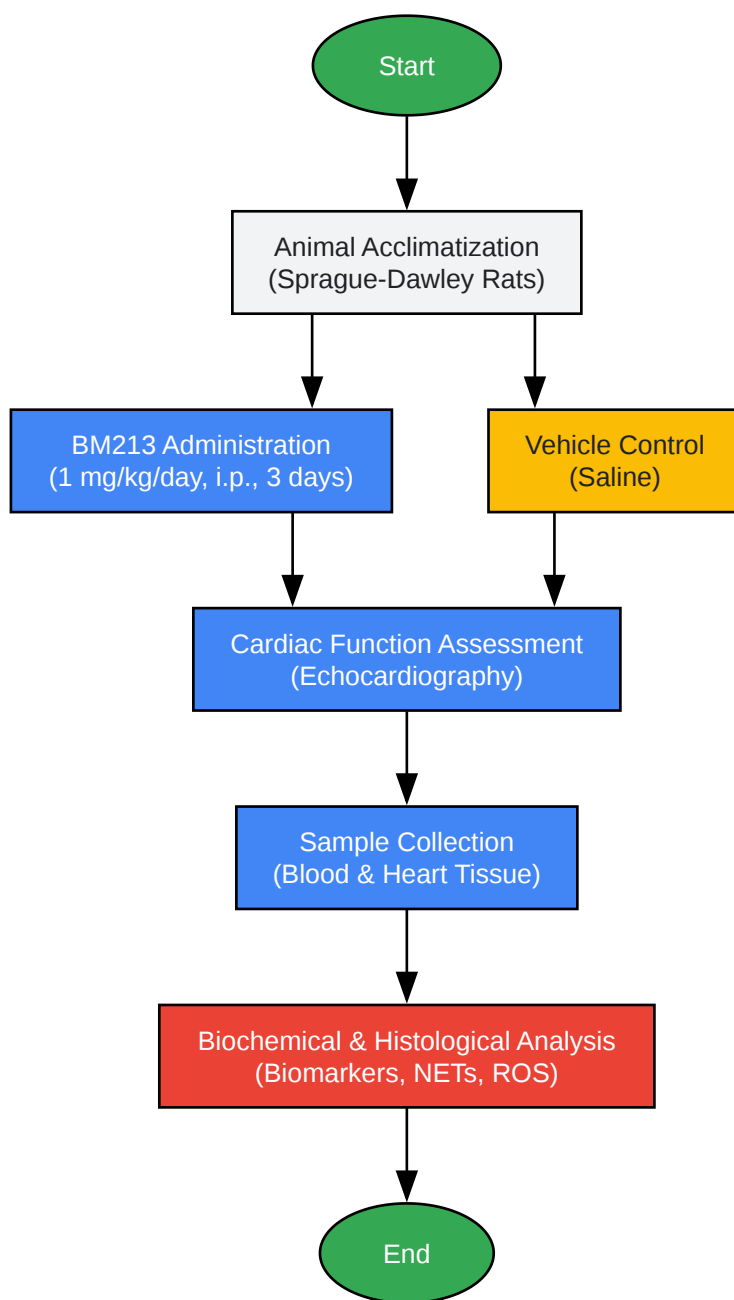 Start
Animal Acclimatization
(Sprague-Dawley Rats)
BM213 Administration
(1 mg/kg/day, i.p., 3 days)
Vehicle Control
(Saline)
Cardiac Function Assessment
(Echocardiography)
Sample Collection
(Blood & Heart Tissue)
Biochemical & Histological Analysis
(Biomarkers, NETs, ROS)
End